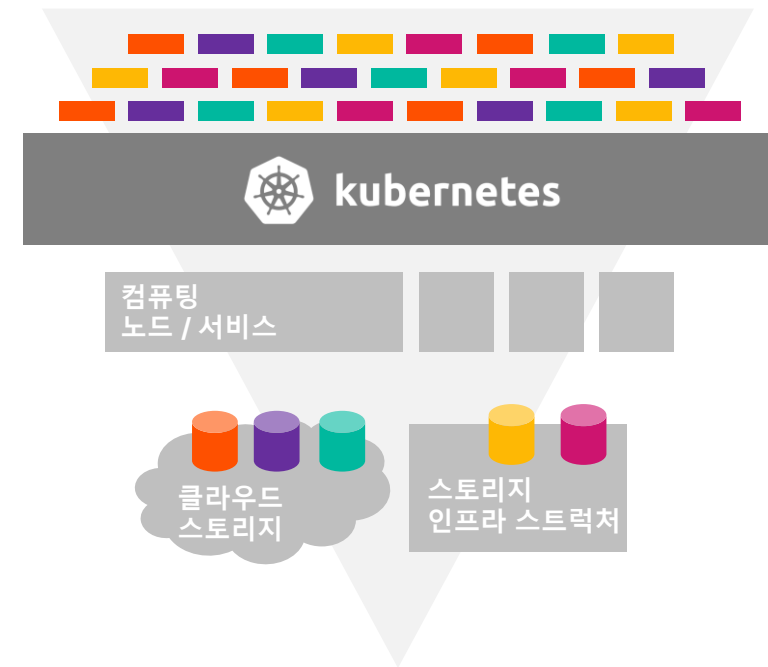 kubernetes
컴퓨팅
노드 / 서비스
클라우드
스토리지
스토리지
인프라 스트럭처